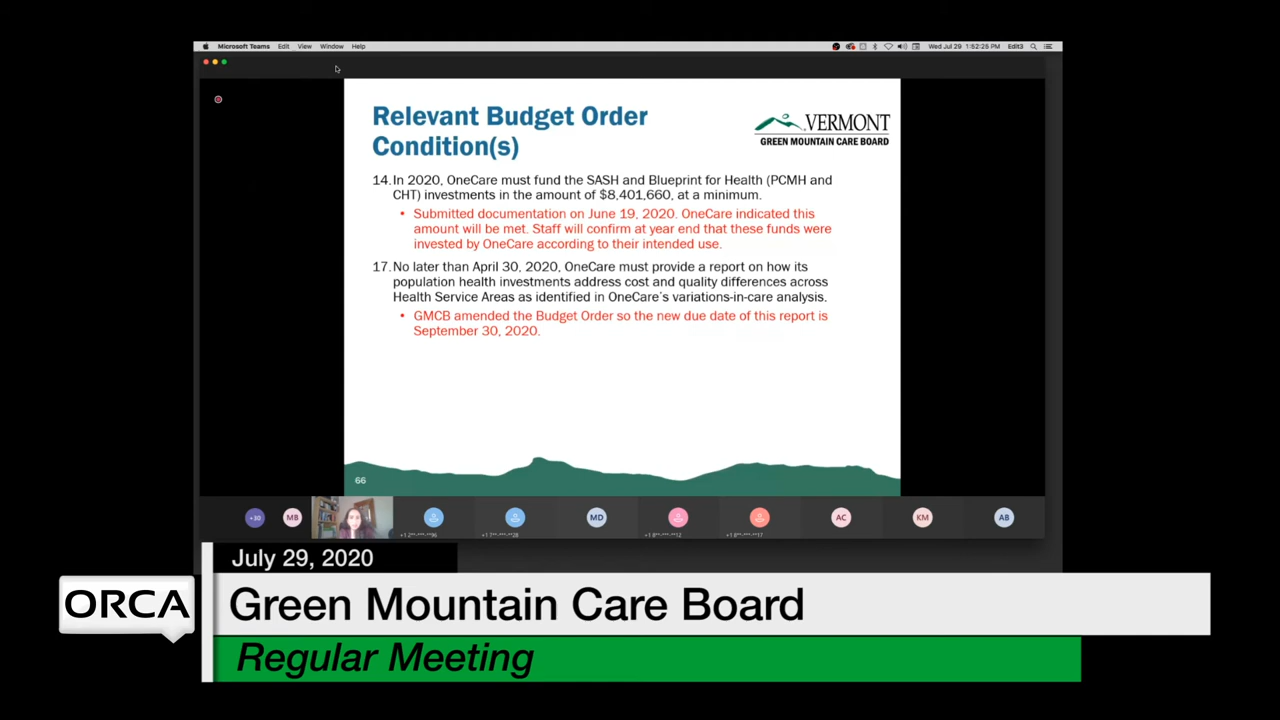 Microsoft Teams Edit View Window Help
Wed Jul 29 1:52:28 PM Edit3
Relevant Budget Order
Condition(s)
VERMONT
GREEN MOUNTAIN CARE BOARD
14. In 2020, OneCare must fund the SASH and Blueprint for Health (PCMH and
CHT) investments in the amount of $8,401,660, at a minimum.
• Submitted documentation on June 19, 2020. OneCare indicated this
amount will be met. Staff will confirm at year end that these funds were
invested by OneCare according to their intended use.
17. No later than April 30, 2020, OneCare must provide a report on how its
population health investments address cost and quality differences across
Health Service Areas as identified in OneCare's variations-in-care analysis.
• GMCB amended the Budget Order so the new due date of this report is
September 30, 2020.
66
+30 MB MD AC KM AB
July 29, 2020
ORCA
Green Mountain Care Board
Regular Meeting